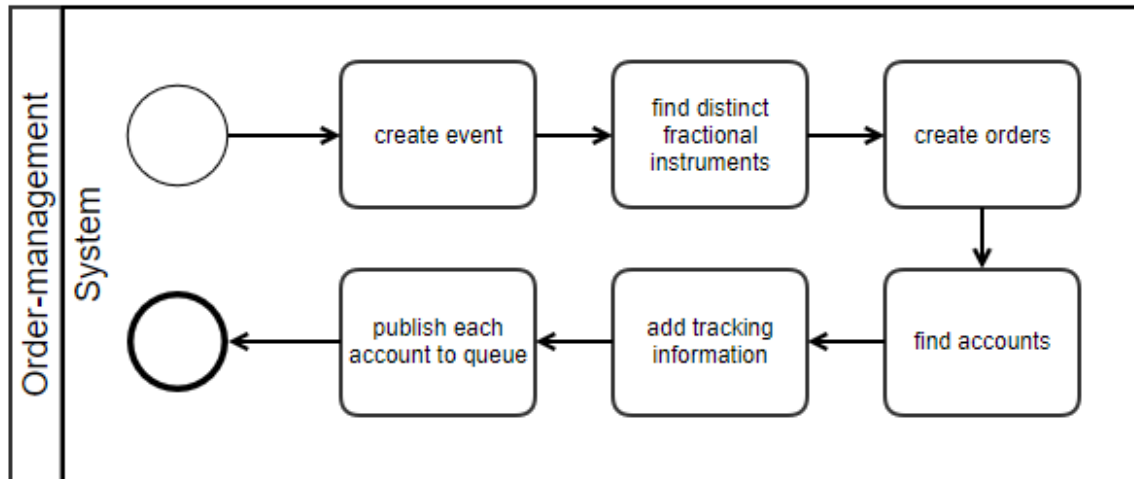 Order-management
System
create event
find distinct
fractional
instruments
create orders
find accounts
add tracking
information
publish each
account to queue